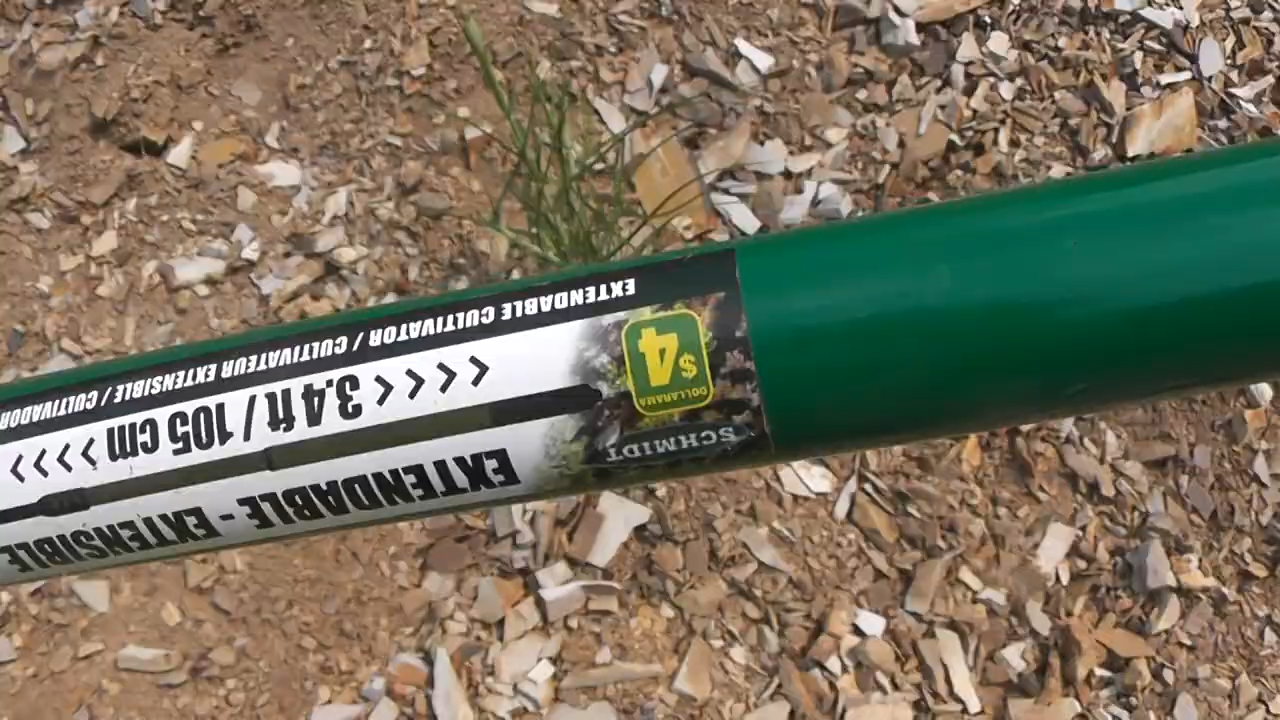 SCHMIDT
DOLLARAMA
$4
EXTENDABLE - EXTENSIBLE
<<<< 3.4 ft / 105 cm >>>>
EXTENDABLE CULTIVATOR / CULTIVATEUR EXTENSIBLE / CULTIVADOR